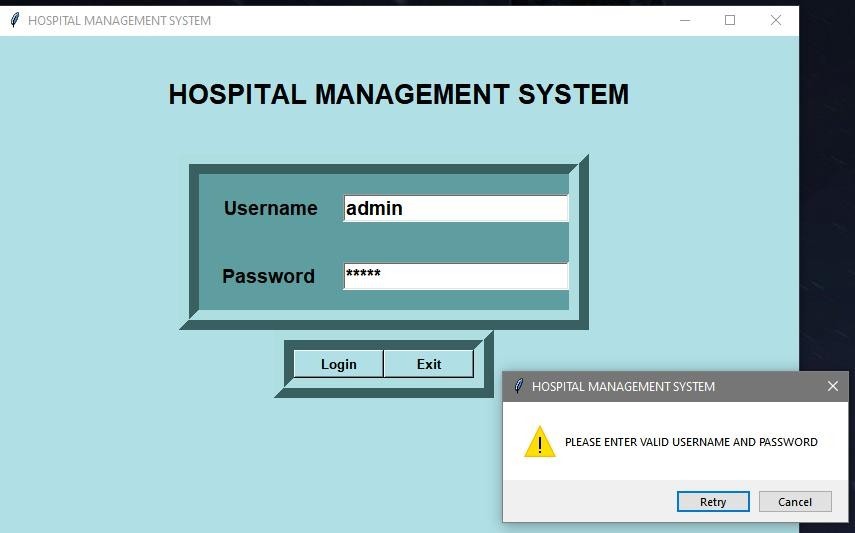 HOSPITAL MANAGEMENT SYSTEM
HOSPITAL MANAGEMENT SYSTEM
Username admin
Password *****
Login Exit
HOSPITAL MANAGEMENT SYSTEM
PLEASE ENTER VALID USERNAME AND PASSWORD
Retry Cancel